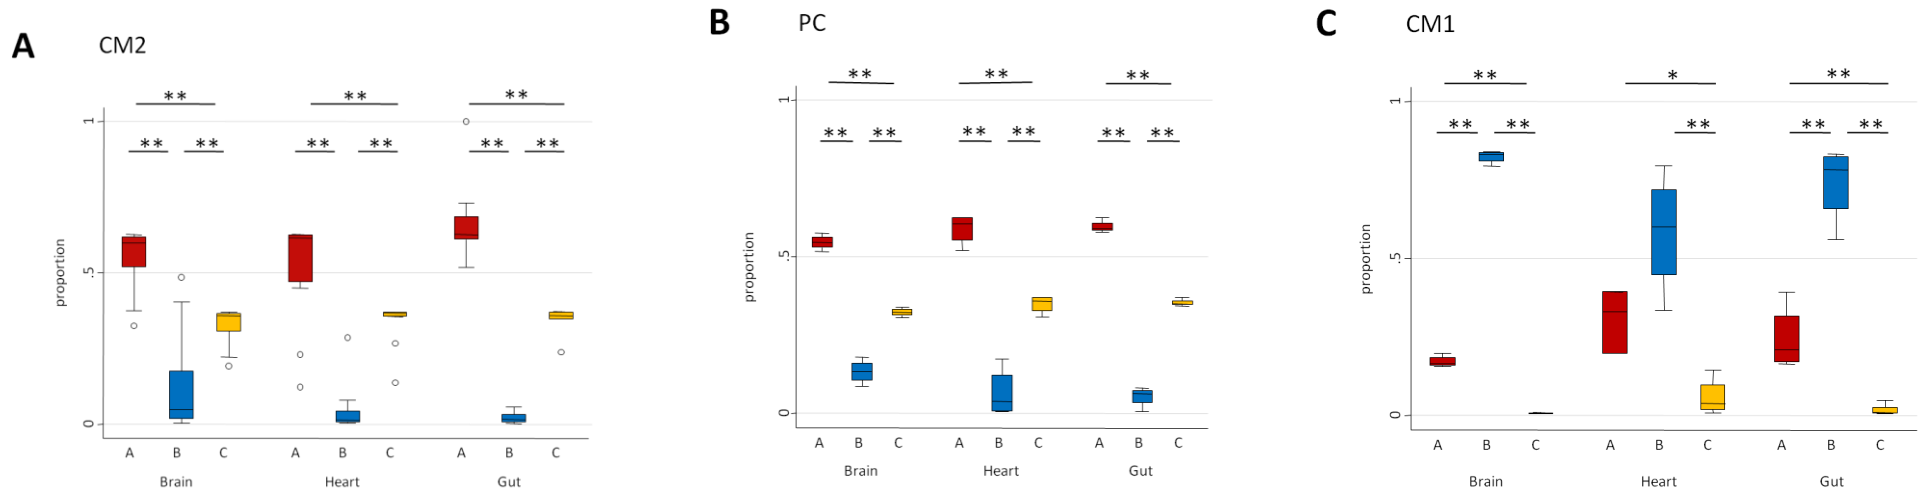 A CM2
** ** **
** ** ** ** ** **
1
.5
0
proportion
A B C A B C A B C
Brain Heart Gut
B PC
** ** **
** ** ** ** ** **
1
.5
0
proportion
A B C A B C A B C
Brain Heart Gut
C CM1
** * **
** ** ** ** **
1
.5
0
proportion
A B C A B C A B C
Brain Heart Gut